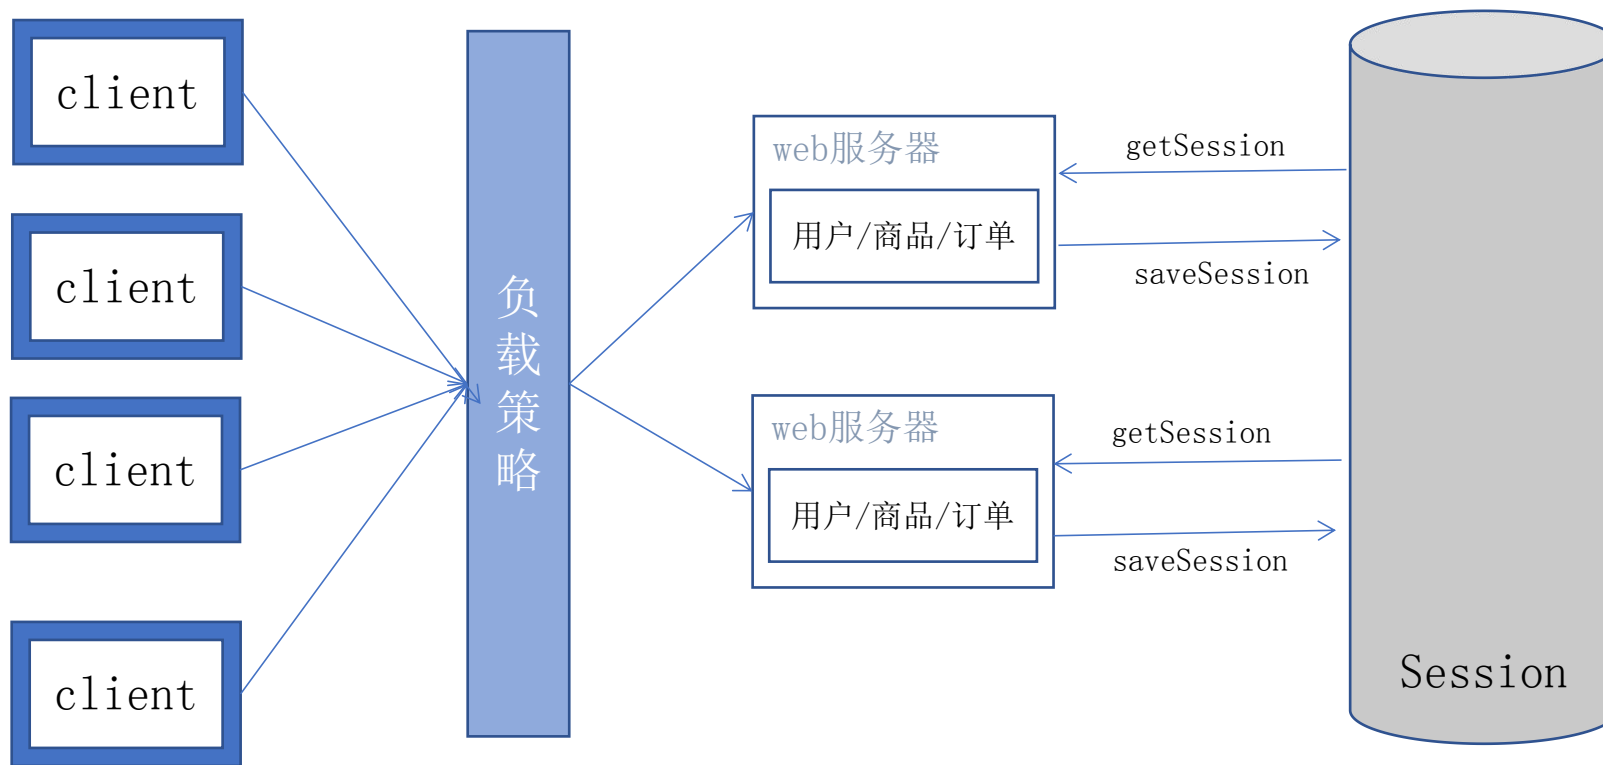 client
client
client
client
负载策略
web服务器
用户/商品/订单
getSession
saveSession
web服务器
用户/商品/订单
getSession
saveSession
Session